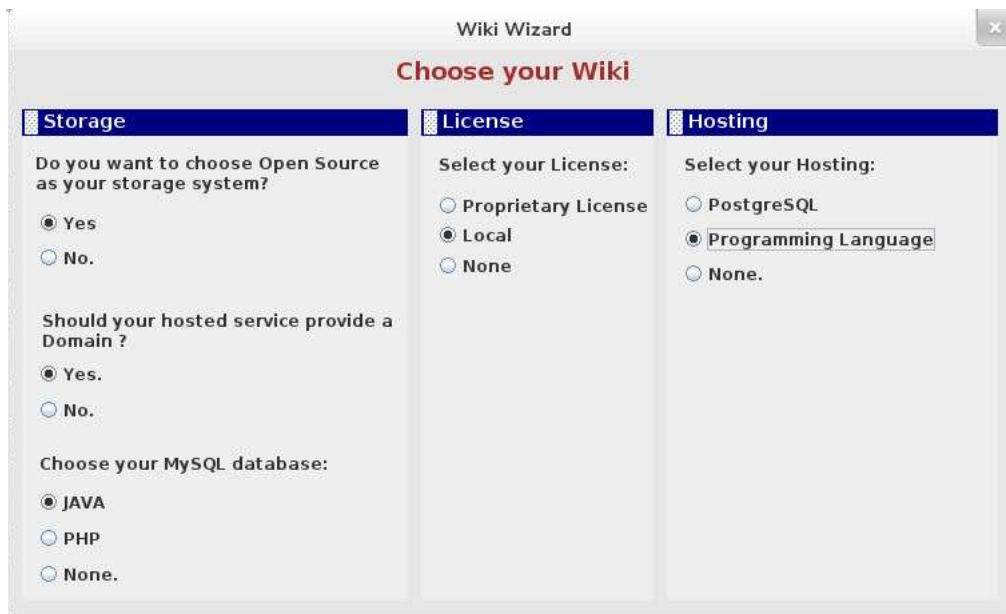 Wiki Wizard
Choose your Wiki
Storage
Do you want to choose Open Source
as your storage system?
Yes
No.
Should your hosted service provide a
Domain ?
Yes.
No.
Choose your MySQL database:
JAVA
PHP
None.
License
Select your License:
Proprietary License
Local
None
Hosting
Select your Hosting:
PostgreSQL
Programming Language
None.